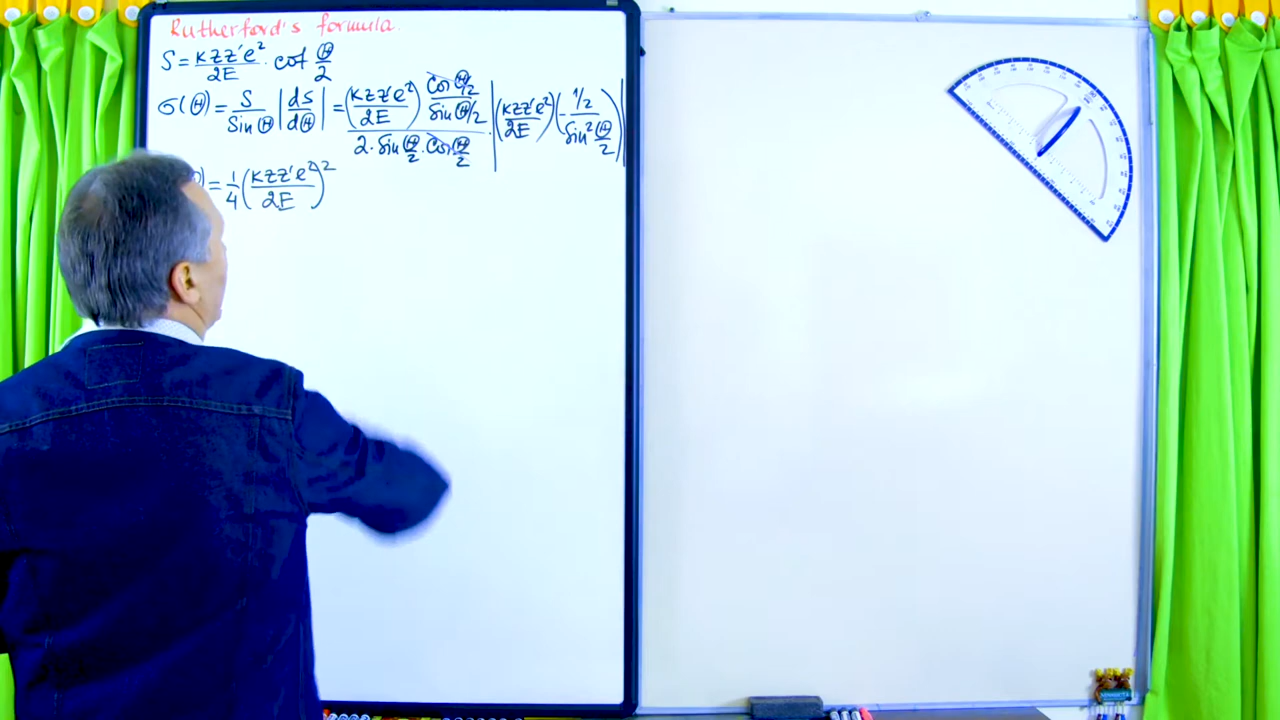 Rutherford's formula.
S = kzz'e²/2E · cot Θ/2
σ(Θ) = S/Sin Θ |ds/dΘ| = (kzz'e²/2E) (cos Θ/2)/(Sin Θ/2) / (2·Sin Θ/2 · Cos Θ/2) · |(kzz'e²/2E)(-(1/2)/(Sin² Θ/2))|
) = 1/4 (kzz'e²/2E)²